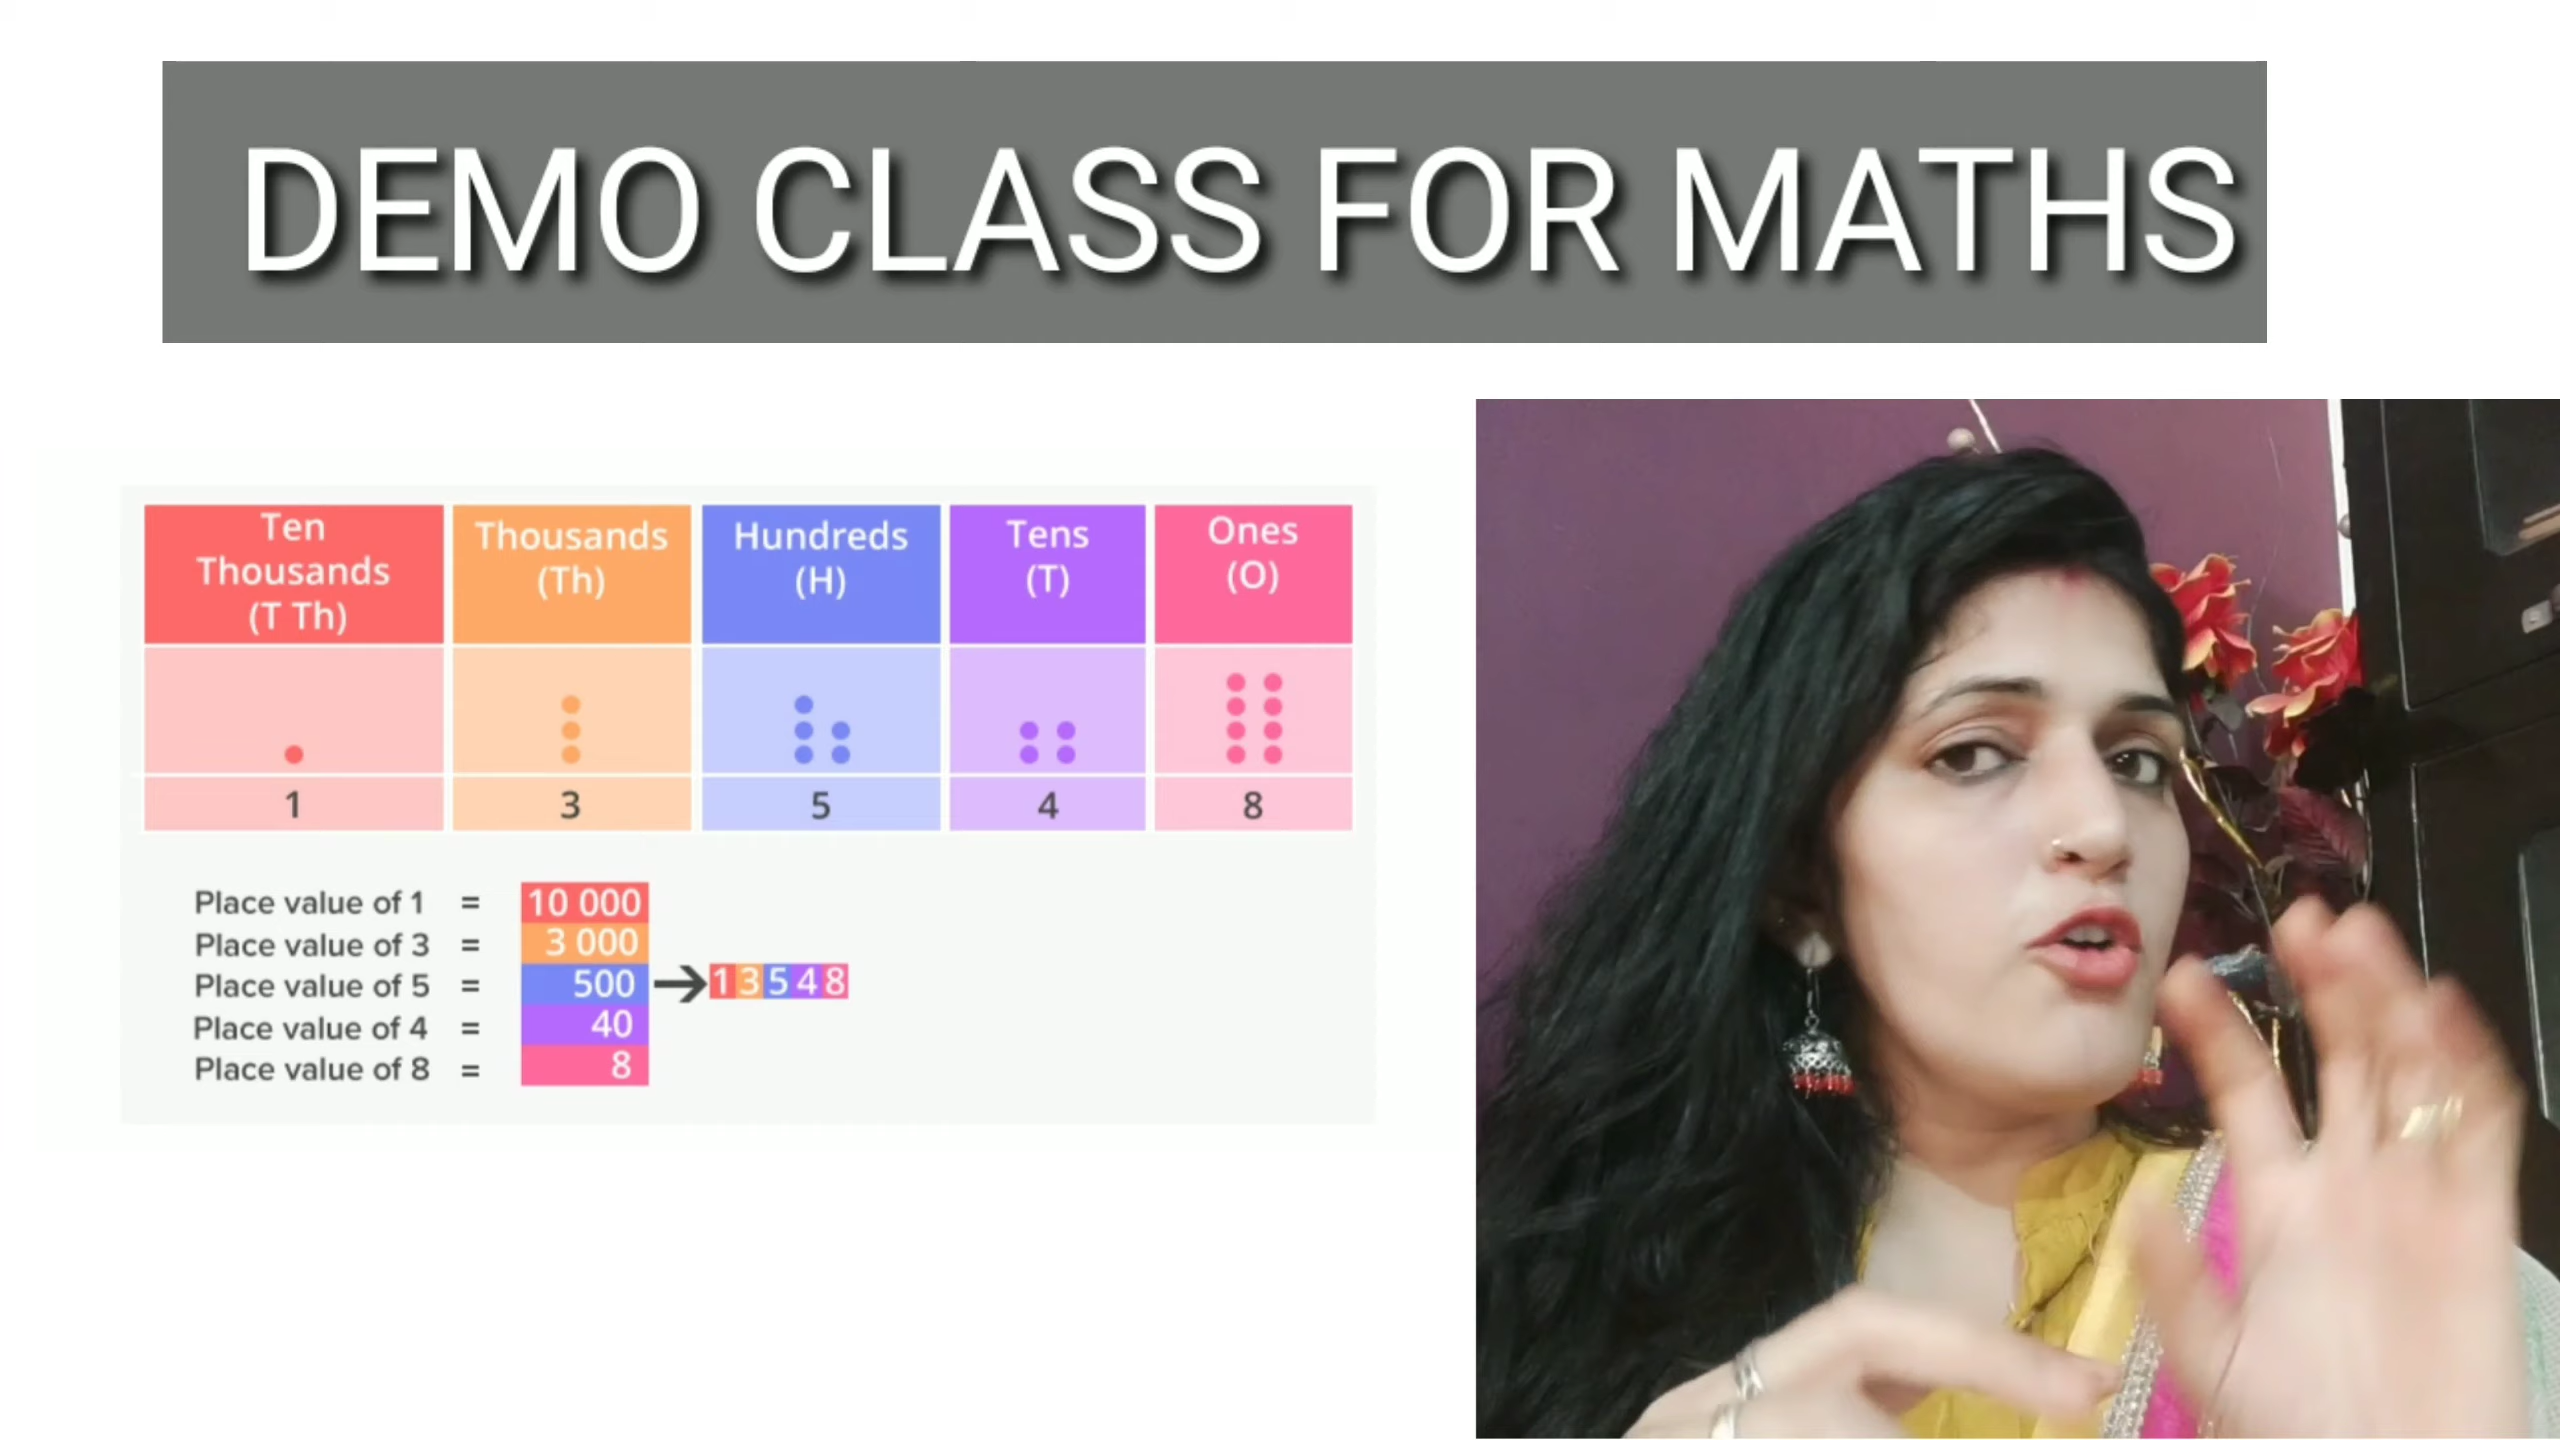 DEMO CLASS FOR MATHS
Ten
Thousands
(T Th)
Thousands
(Th)
Hundreds
(H)
Tens
(T)
Ones
(O)
1 3 5 4 8
Place value of 1 = 10 000
Place value of 3 = 3 000
Place value of 5 = 500 → 13548
Place value of 4 = 40
Place value of 8 = 8